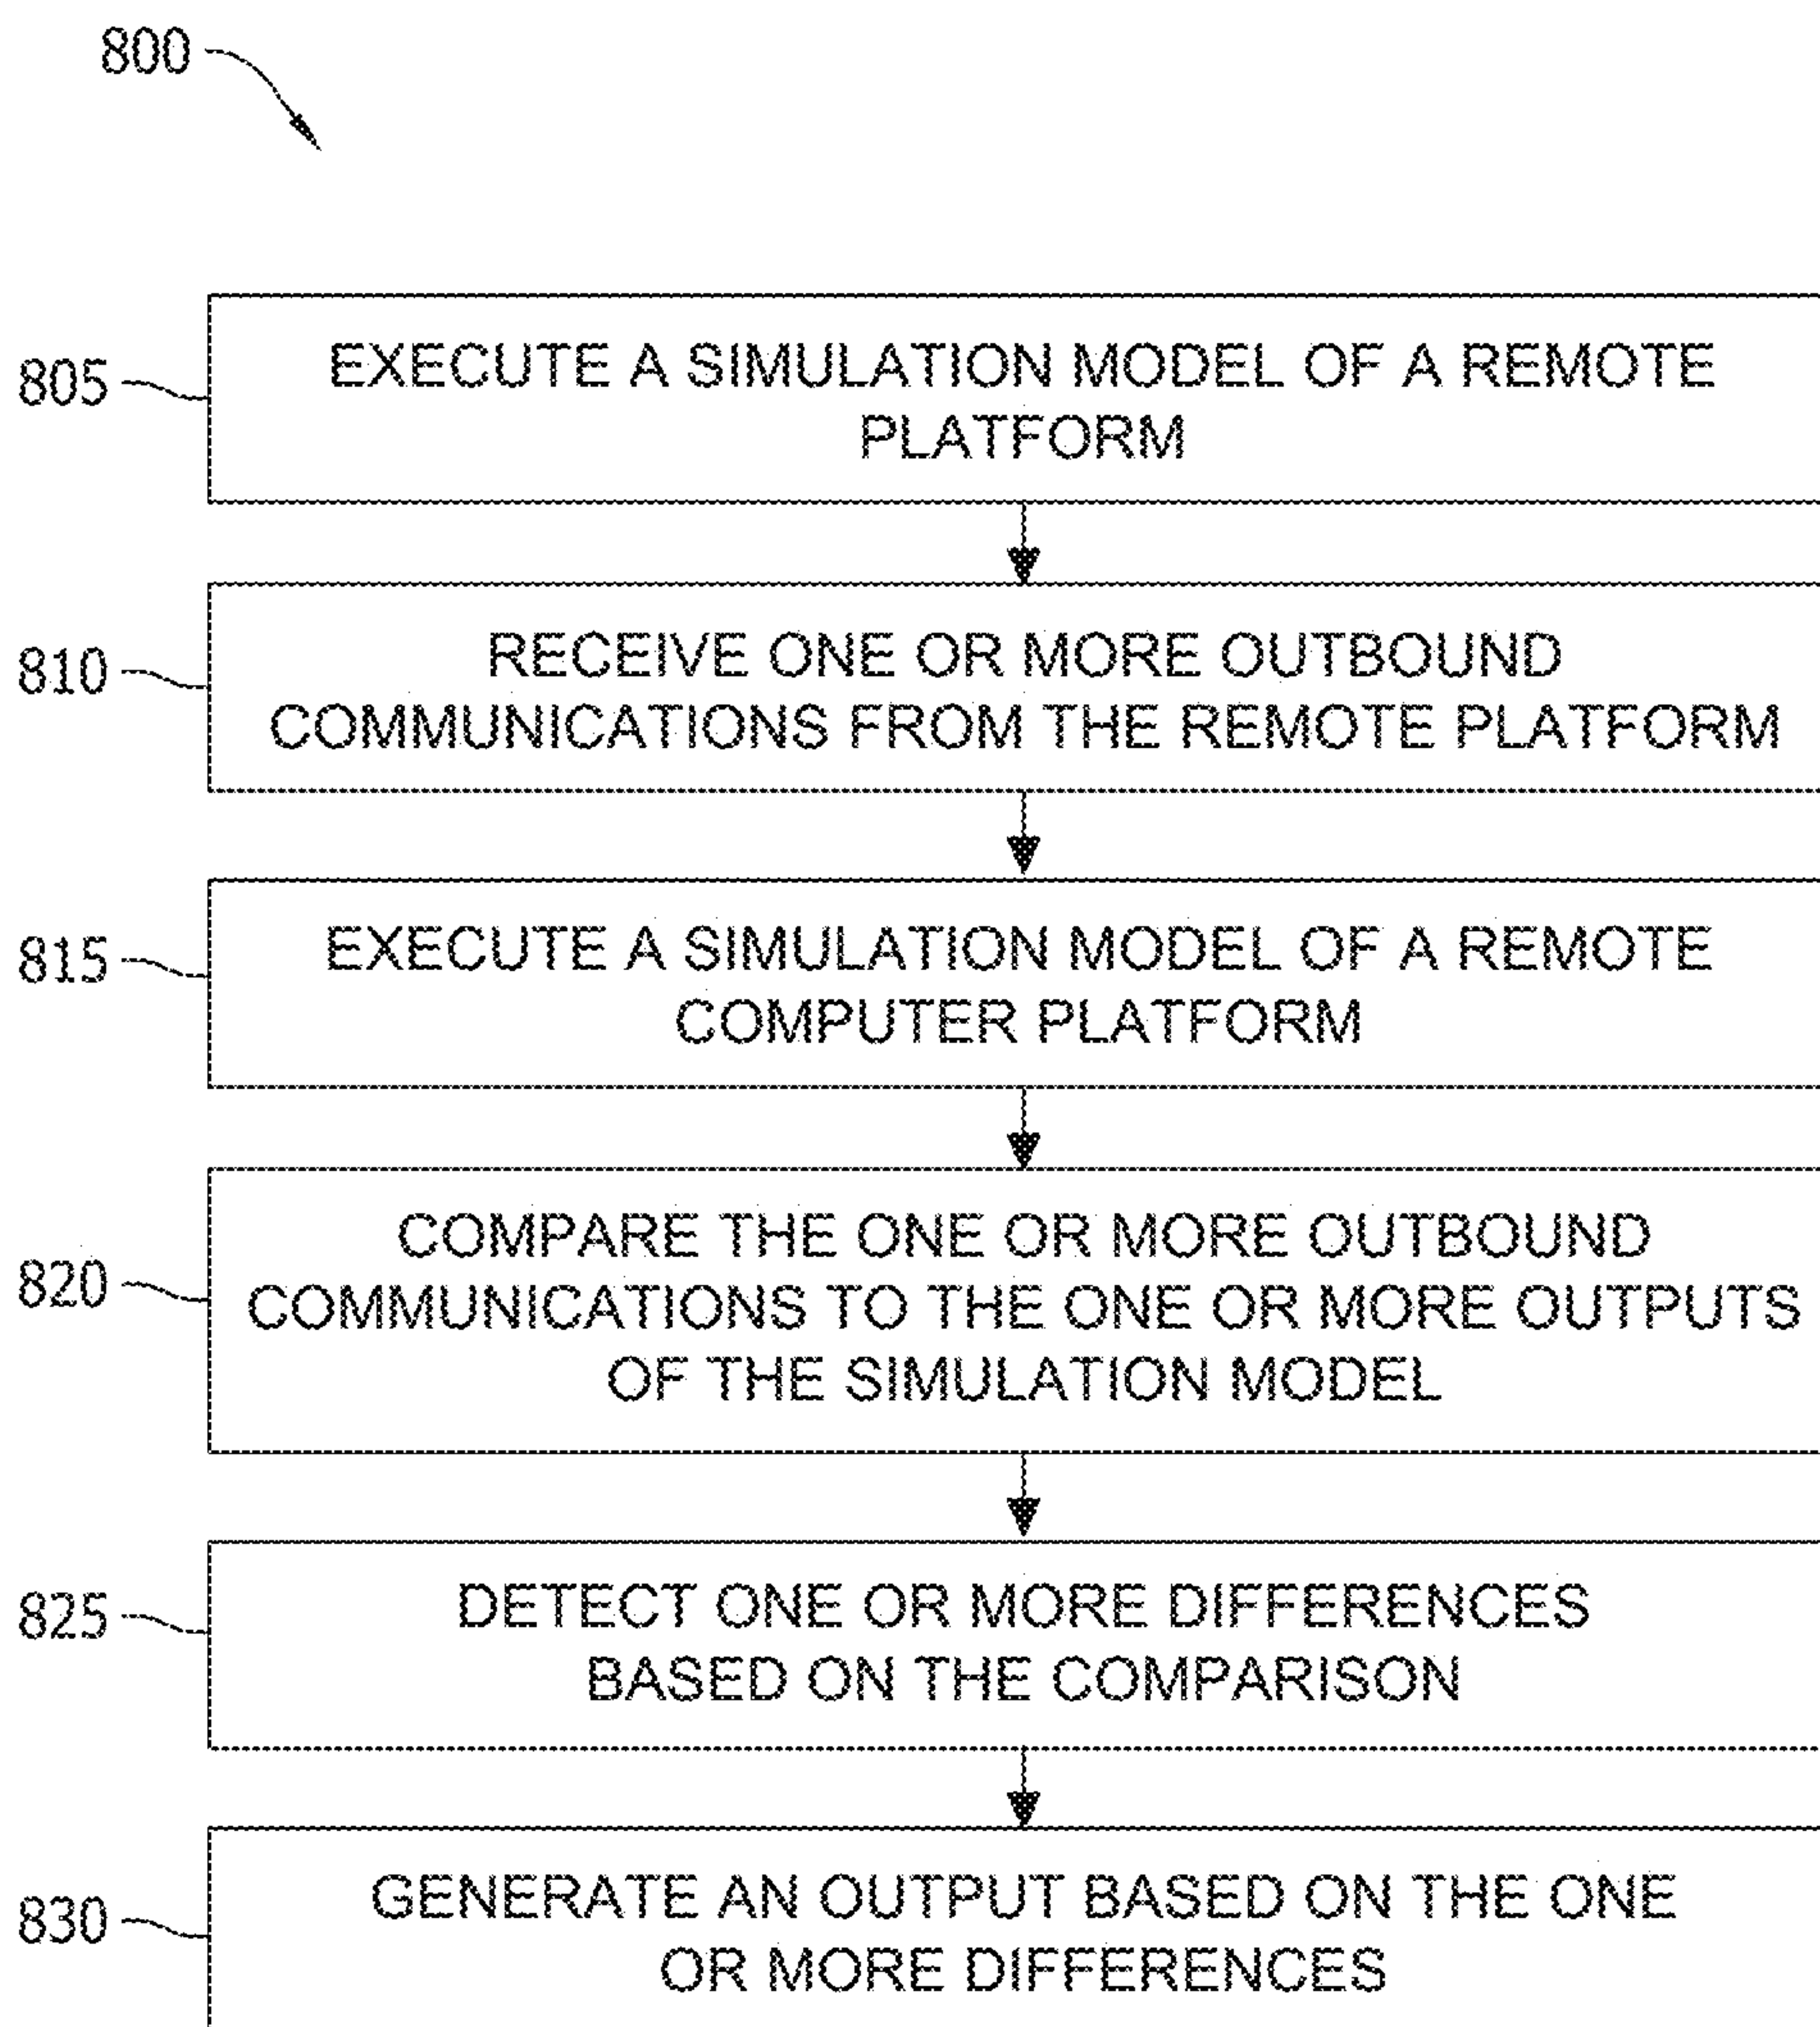 800
805
EXECUTE A SIMULATION MODEL OF A REMOTE
PLATFORM
810
RECEIVE ONE OR MORE OUTBOUND
COMMUNICATIONS FROM THE REMOTE PLATFORM
815
EXECUTE A SIMULATION MODEL OF A REMOTE
COMPUTER PLATFORM
820
COMPARE THE ONE OR MORE OUTBOUND
COMMUNICATIONS TO THE ONE OR MORE OUTPUTS
OF THE SIMULATION MODEL
825
DETECT ONE OR MORE DIFFERENCES
BASED ON THE COMPARISON
830
GENERATE AN OUTPUT BASED ON THE ONE
OR MORE DIFFERENCES